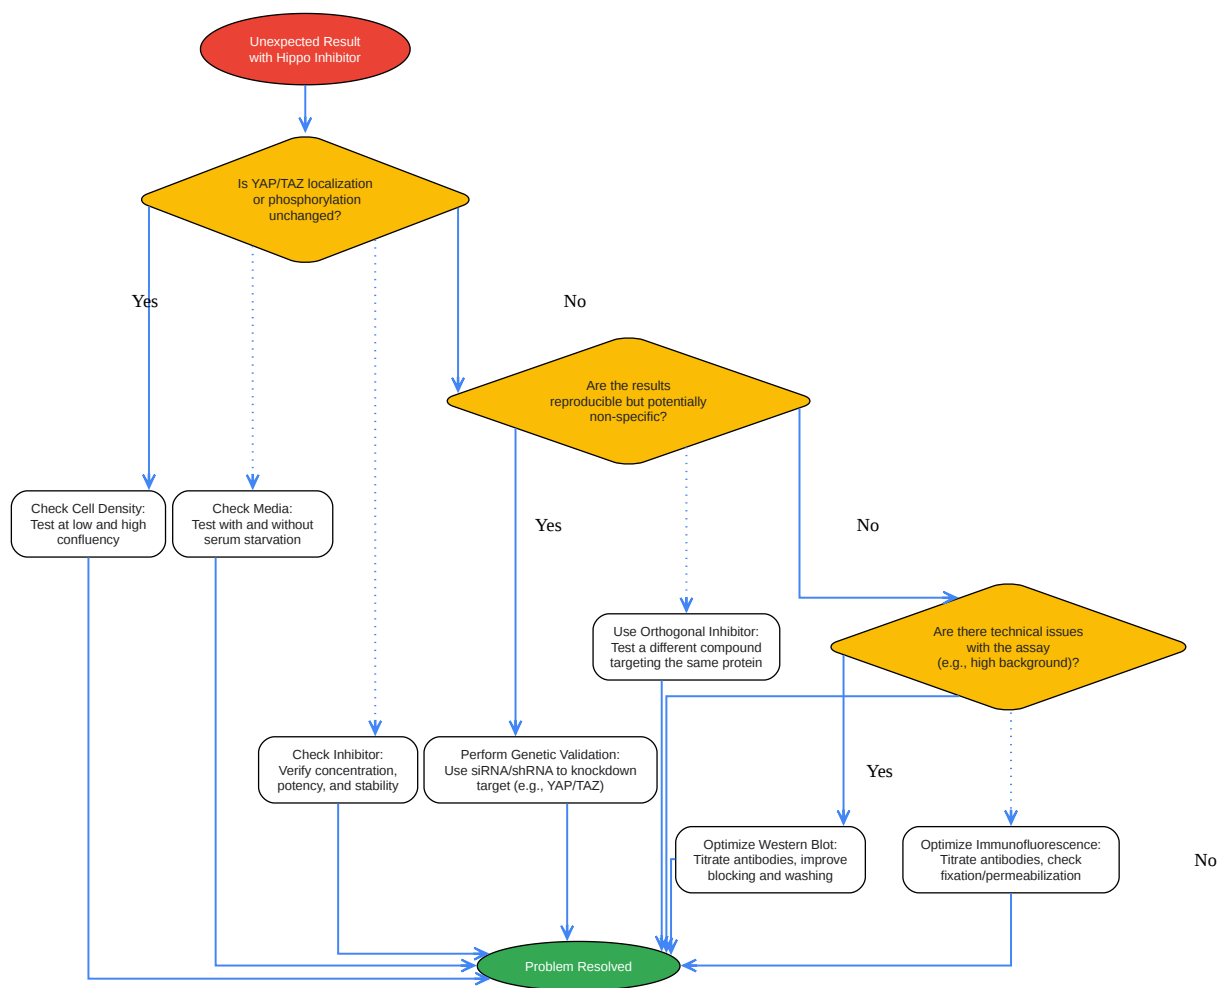 Unexpected Result
with Hippo Inhibitor
Is YAP/TAZ localization
or phosphorylation
unchanged?
Yes
No
Are the results
reproducible but potentially
non-specific?
Check Cell Density:
Test at low and high
confluency
Check Media:
Test with and without
serum starvation
Yes
No
Use Orthogonal Inhibitor:
Test a different compound
targeting the same protein
Are there technical issues
with the assay
(e.g., high background)?
Check Inhibitor:
Verify concentration,
potency, and stability
Perform Genetic Validation:
Use siRNA/shRNA to knockdown
target (e.g., YAP/TAZ)
Yes
Optimize Western Blot:
Titrate antibodies, improve
blocking and washing
Optimize Immunofluorescence:
Titrate antibodies, check
fixation/permeabilization
No
Problem Resolved